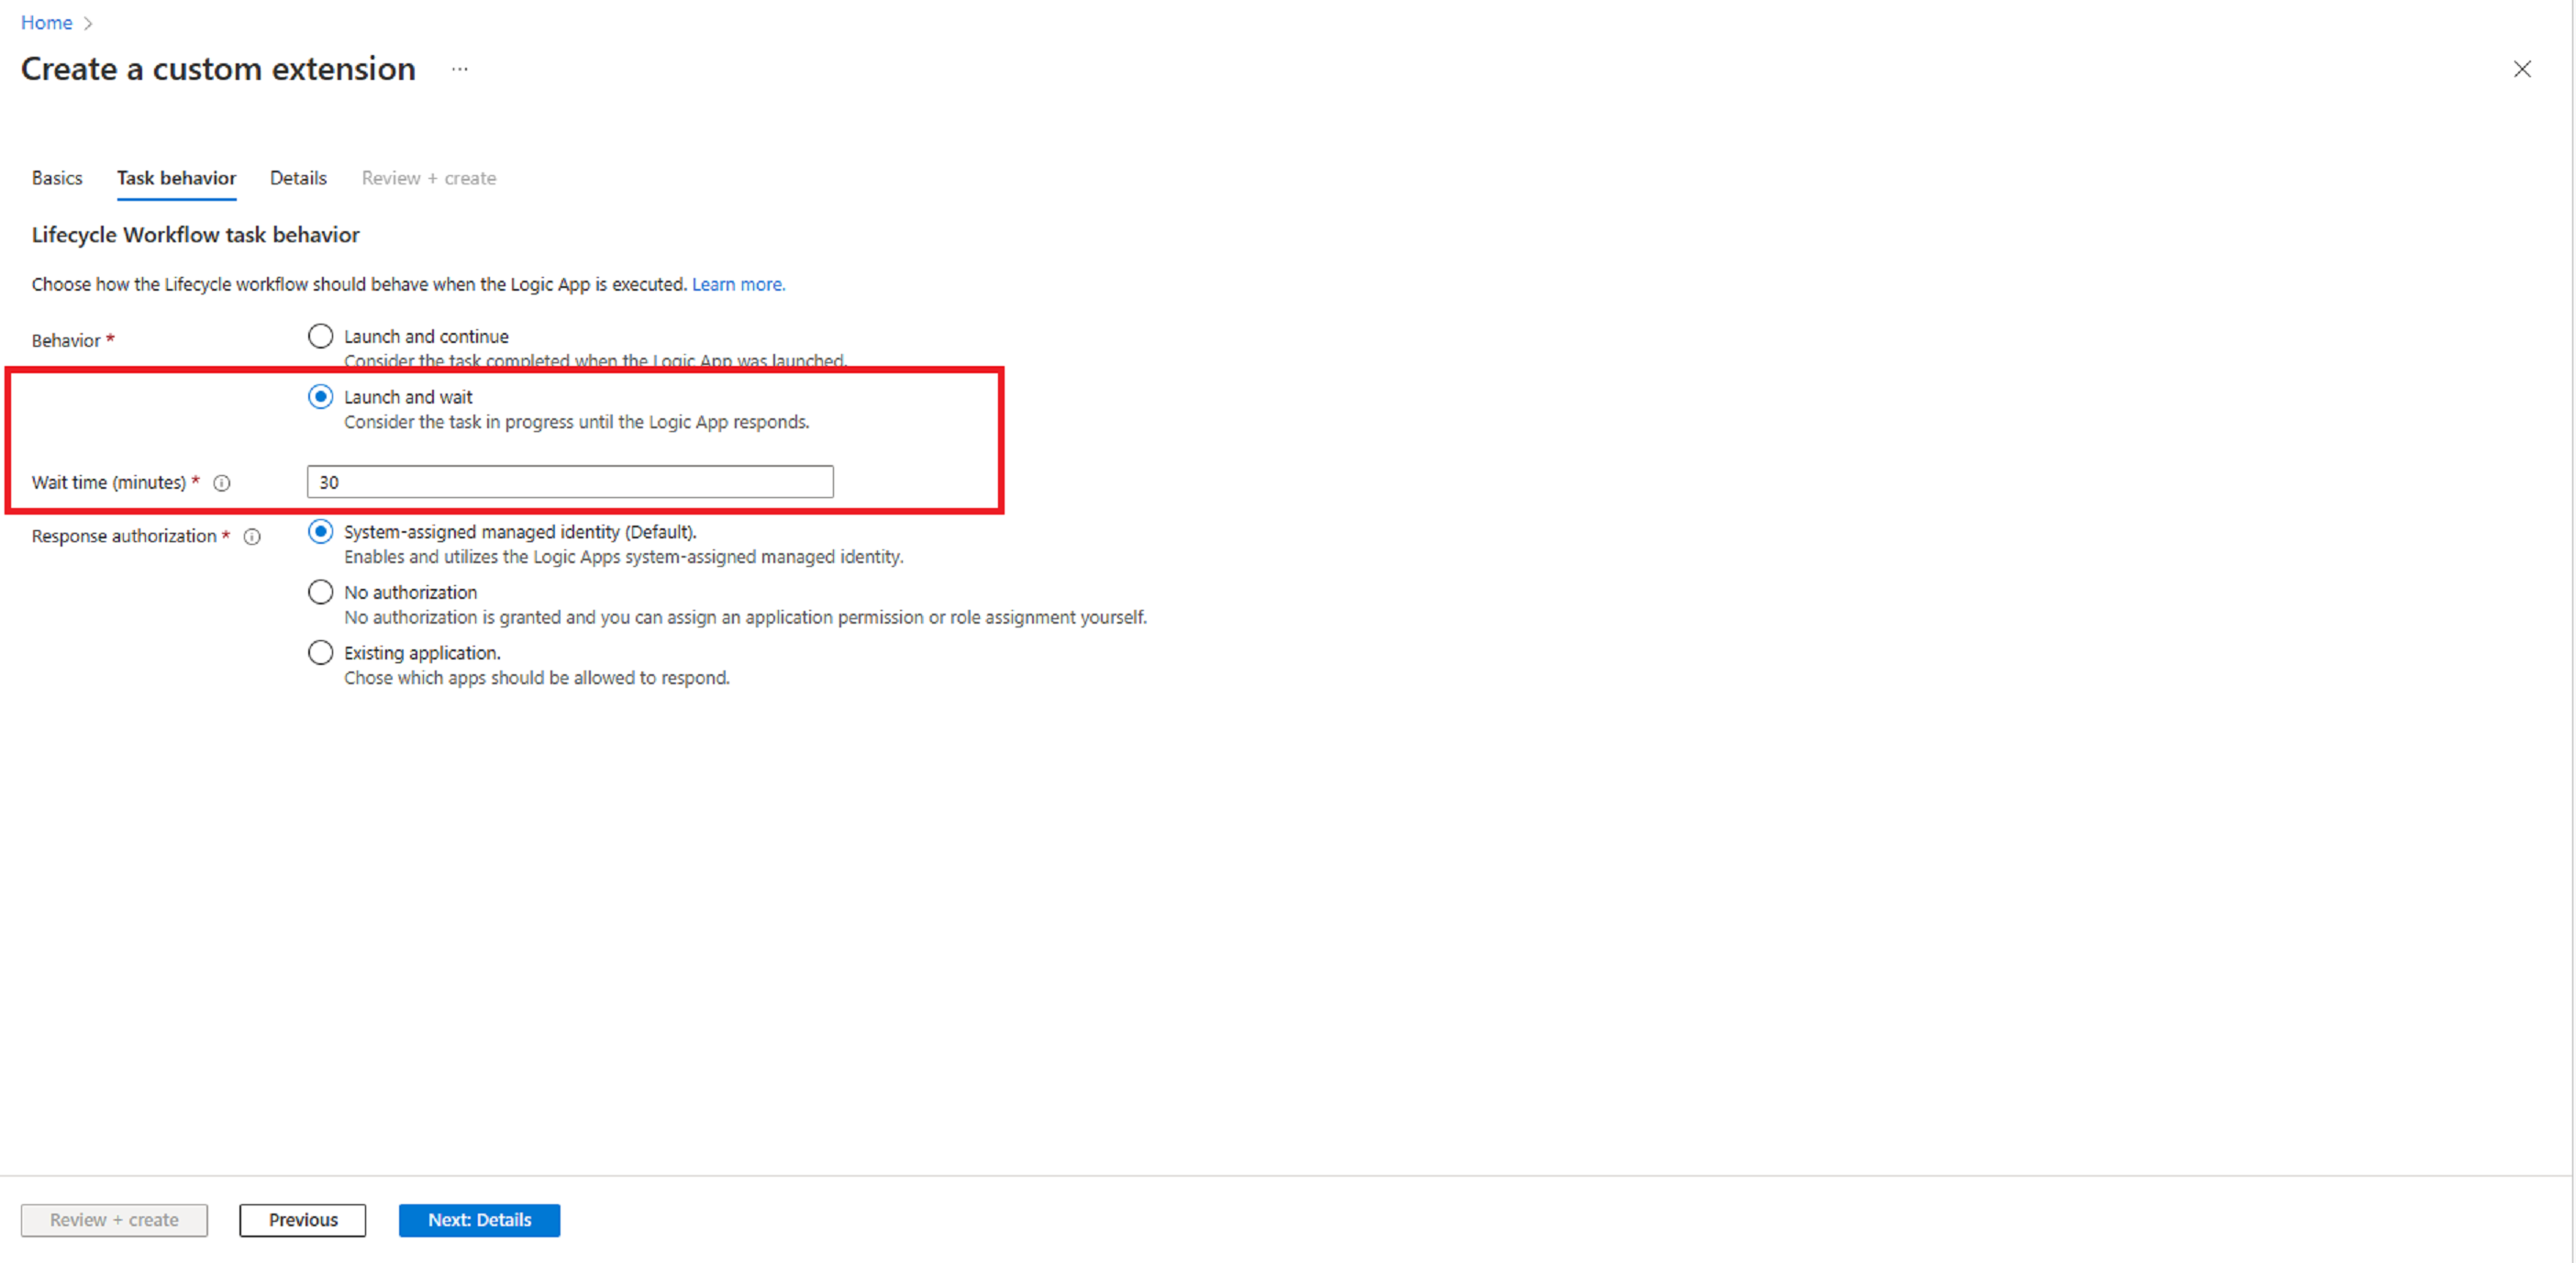 Home >
Create a custom extension ...
Basics Task behavior Details Review + create
Lifecycle Workflow task behavior
Choose how the Lifecycle workflow should behave when the Logic App is executed. Learn more.
Behavior * Launch and continue
Consider the task completed when the Logic App was launched.
Launch and wait
Consider the task in progress until the Logic App responds.
Wait time (minutes) * 30
Response authorization * System-assigned managed identity (Default).
Enables and utilizes the Logic Apps system-assigned managed identity.
No authorization
No authorization is granted and you can assign an application permission or role assignment yourself.
Existing application.
Chose which apps should be allowed to respond.
Review + create Previous Next: Details